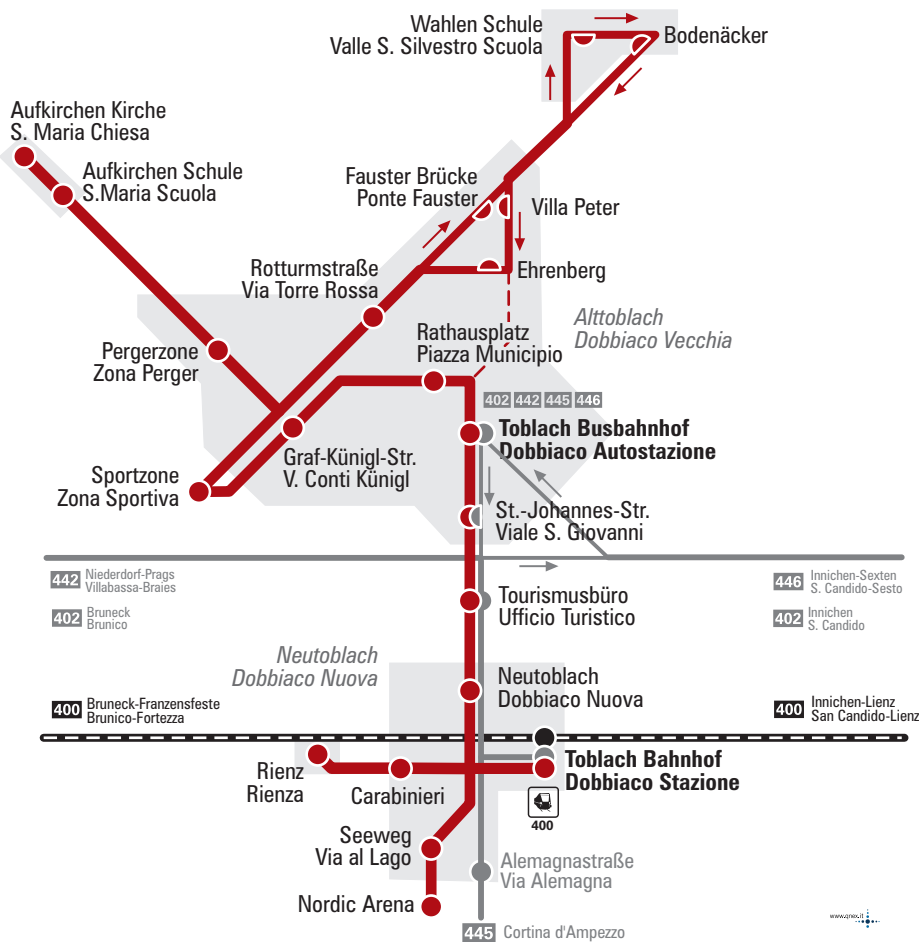 Wahlen Schule
Valle S. Silvestro Scuola
Bodenäcker
Aufkirchen Kirche
S. Maria Chiesa
Aufkirchen Schule
S.Maria Scuola
Fauster Brücke
Ponte Fauster
Villa Peter
Rotturmstraße
Via Torre Rossa
Ehrenberg
Alttoblach
Dobbiaco Vecchia
Pergerzone
Zona Perger
Rathausplatz
Piazza Municipio
402 442 445 446
Toblach Busbahnhof
Dobbiaco Autostazione
Graf-Künigl-Str.
V. Conti Künigl
Sportzone
Zona Sportiva
St.-Johannes-Str.
Viale S. Giovanni
442 Niederdorf-Prags
Villabassa-Braies
446 Innichen-Sexten
S. Candido-Sesto
402 Bruneck
Brunico
402 Innichen
S. Candido
Tourismusbüro
Ufficio Turistico
Neutoblach
Dobbiaco Nuova
Neutoblach
Dobbiaco Nuova
400 Bruneck-Franzensfeste
Brunico-Fortezza
400 Innichen-Lienz
San Candido-Lienz
Toblach Bahnhof
Dobbiaco Stazione
Rienz
Rienza
Carabinieri
400
Seeweg
Via al Lago
Alemagnastraße
Via Alemagna
Nordic Arena
445 Cortina d'Ampezzo
www.qnex.it